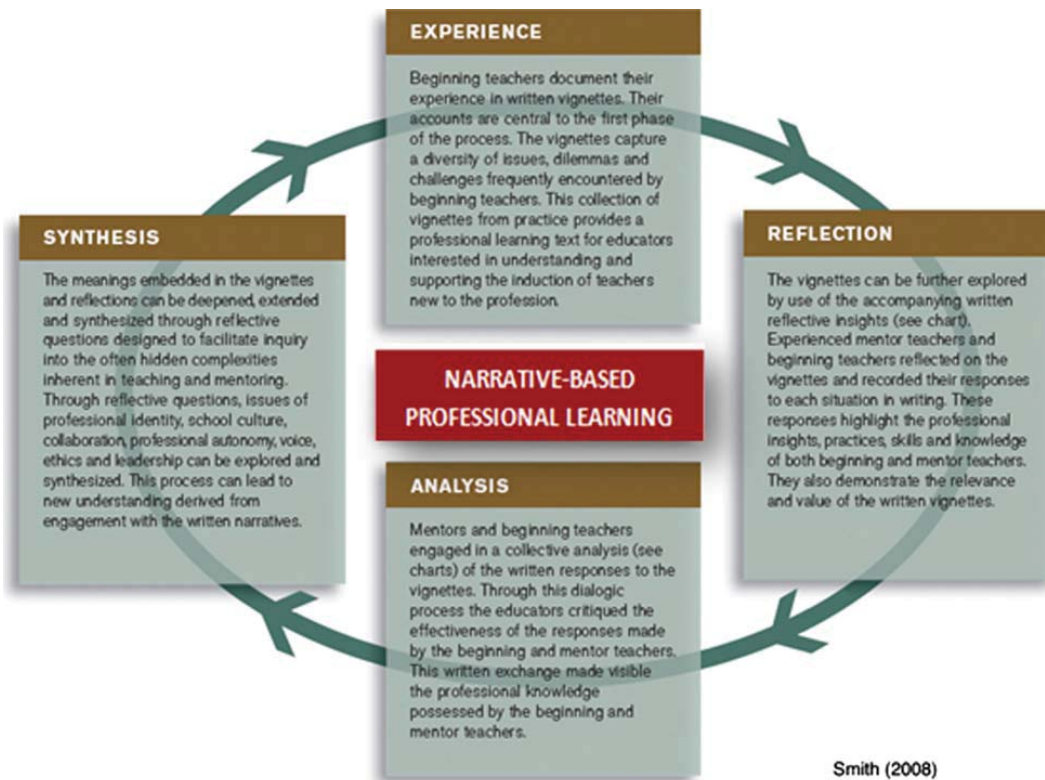 EXPERIENCE
Beginning teachers document their
experience in written vignettes. Their
accounts are central to the first phase
of the process. The vignettes capture
a diversity of issues, dilemmas and
challenges frequently encountered by
beginning teachers. This collection of
vignettes from practice provides a
professional learning text for educators
interested in understanding and
supporting the induction of teachers
new to the profession.
REFLECTION
The vignettes can be further explored
by use of the accompanying written
reflective insights (see chart).
Experienced mentor teachers and
beginning teachers reflected on the
vignettes and recorded their responses
to each situation in writing. These
responses highlight the professional
insights, practices, skills and knowledge
of both beginning and mentor teachers.
They also demonstrate the relevance
and value of the written vignettes.
NARRATIVE-BASED
PROFESSIONAL LEARNING
ANALYSIS
Mentors and beginning teachers
engaged in a collective analysis (see
charts) of the written responses to the
vignettes. Through this dialogic
process the educators critiqued the
effectiveness of the responses made
by the beginning and mentor teachers.
This written exchange made visible
the professional knowledge
possessed by the beginning and
mentor teachers.
SYNTHESIS
The meanings embedded in the vignettes
and reflections can be deepened, extended
and synthesized through reflective
questions designed to facilitate inquiry
into the often hidden complexities
inherent in teaching and mentoring.
Through reflective questions, issues of
professional identity, school culture,
collaboration, professional autonomy, voice,
ethics and leadership can be explored and
synthesized. This process can lead to
new understanding derived from
engagement with the written narratives.
Smith (2008)